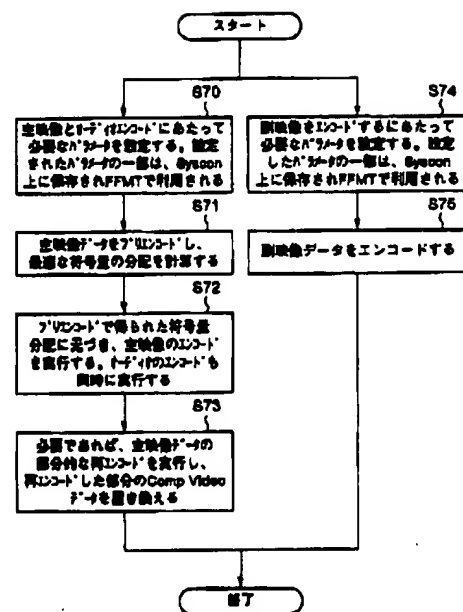 スタート
S70
主映像とオーディオエンコードにあたって
必要なパラメータを設定する。設定
されたパラメータの一部は、Syscon
上に保存されFFMTで利用される
S71
主映像データをプリエンコードし、
最適な符号量の分配を計算する
S72
プリエンコードで得られた符号量
分配に元づき、主映像のエンコード
を実行する。オーディオのエンコードも
同時に実行する
S73
必要であれば、主映像データの
部分的な再エンコードを実行し、
再エンコードした部分のComp Video
データを置き換える
S74
副映像をエンコードするにあたって
必要なパラメータを設定する。設定
したパラメータの一部は、Syscon
上に保存されFFMTで利用される
S75
副映像データをエンコードする
終了